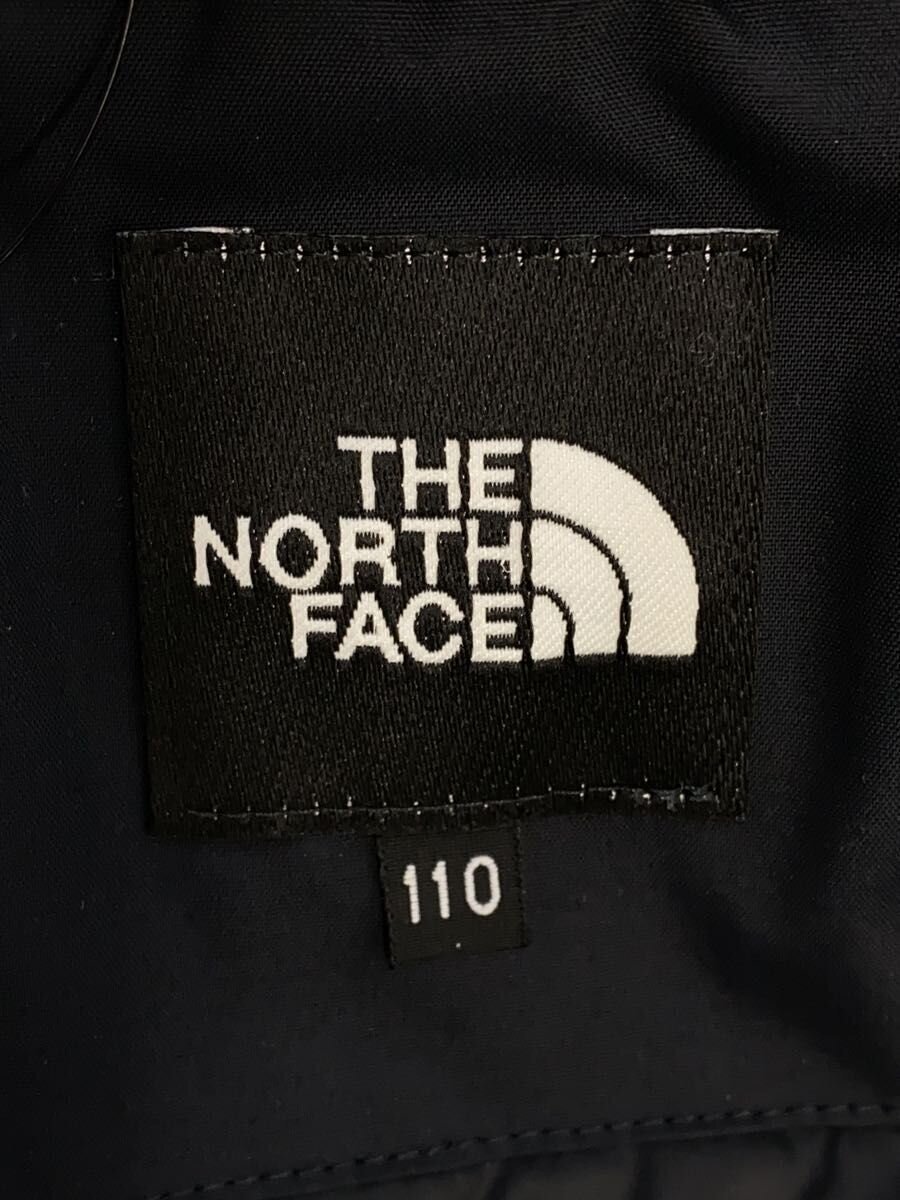 THE
NORTH
FACE
110